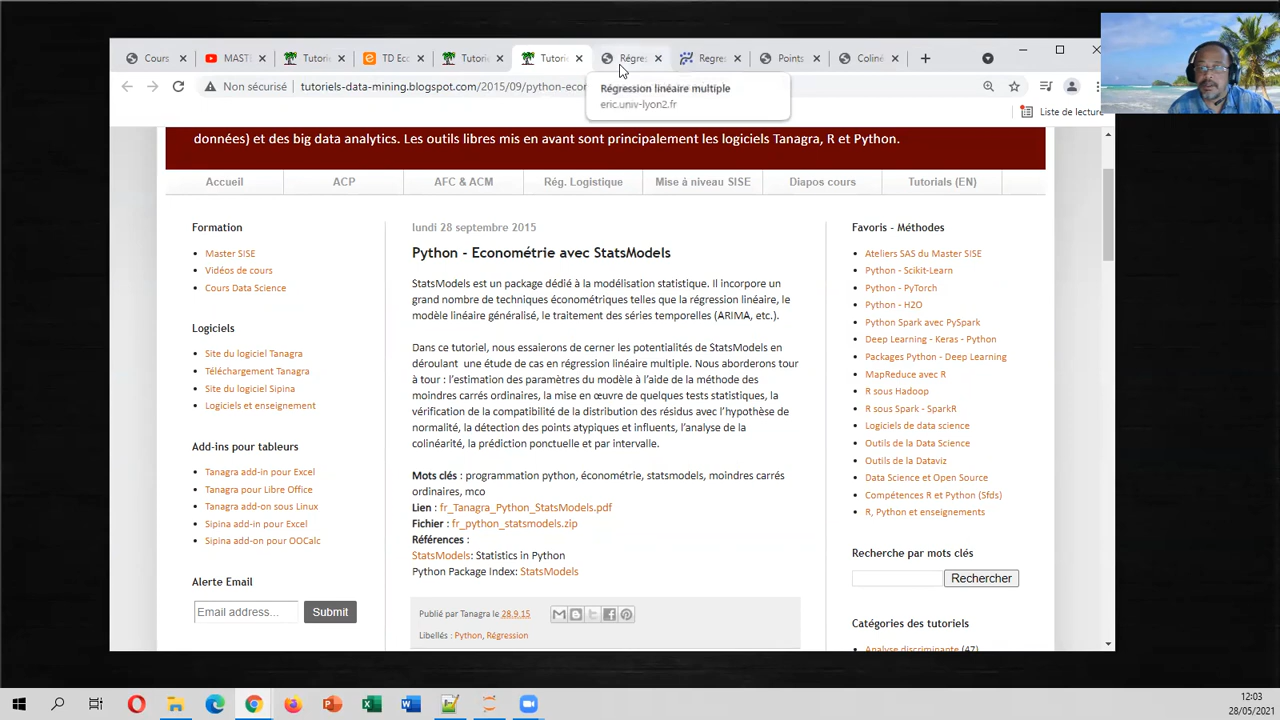 Cours
MAST
Tutori
TD Ec
Tutorie
Tutorie
Régre
Regres
Points
Coliné
Non sécurisé
tutoriels-data-mining.blogspot.com/2015/09/python-econ
Régression linéaire multiple
eric.univ-lyon2.fr
Liste de lecture
données) et des big data analytics. Les outils libres mis en avant sont principalement les logiciels Tanagra, R et Python.
Accueil
ACP
AFC & ACM
Rég. Logistique
Mise à niveau SISE
Diapos cours
Tutorials (EN)
Formation
Master SISE
Vidéos de cours
Cours Data Science
Logiciels
Site du logiciel Tanagra
Téléchargement Tanagra
Site du logiciel Sipina
Logiciels et enseignement
Add-ins pour tableurs
Tanagra add-in pour Excel
Tanagra pour Libre Office
Tanagra add-on sous Linux
Sipina add-in pour Excel
Sipina add-on pour OOCalc
Alerte Email
Email address...
Submit
lundi 28 septembre 2015
Python - Econométrie avec StatsModels
StatsModels est un package dédié à la modélisation statistique. Il incorpore un
grand nombre de techniques économétriques telles que la régression linéaire, le
modèle linéaire généralisé, le traitement des séries temporelles (ARIMA, etc.).
Dans ce tutoriel, nous essaierons de cerner les potentialités de StatsModels en
déroulant une étude de cas en régression linéaire multiple. Nous aborderons tour
à tour : l'estimation des paramètres du modèle à l'aide de la méthode des
moindres carrés ordinaires, la mise en œuvre de quelques tests statistiques, la
vérification de la compatibilité de la distribution des résidus avec l'hypothèse de
normalité, la détection des points atypiques et influents, l'analyse de la
colinéarité, la prédiction ponctuelle et par intervalle.
Mots clés : programmation python, économétrie, statsmodels, moindres carrés
ordinaires, mco
Lien : fr_Tanagra_Python_StatsModels.pdf
Fichier : fr_python_statsmodels.zip
Références :
StatsModels: Statistics in Python
Python Package Index: StatsModels
Publié par Tanagra le 28.9.15
Libellés : Python, Régression
Favoris - Méthodes
Ateliers SAS du Master SISE
Python - Scikit-Learn
Python - PyTorch
Python - H2O
Python Spark avec PySpark
Deep Learning - Keras - Python
Packages Python - Deep Learning
MapReduce avec R
R sous Hadoop
R sous Spark - SparkR
Logiciels de data science
Outils de la Data Science
Outils de la Dataviz
Data Science et Open Source
Compétences R et Python (Sfds)
R, Python et enseignements
Recherche par mots clés
Rechercher
Catégories des tutoriels
Analyse discriminante (47)
12:03
28/05/2021